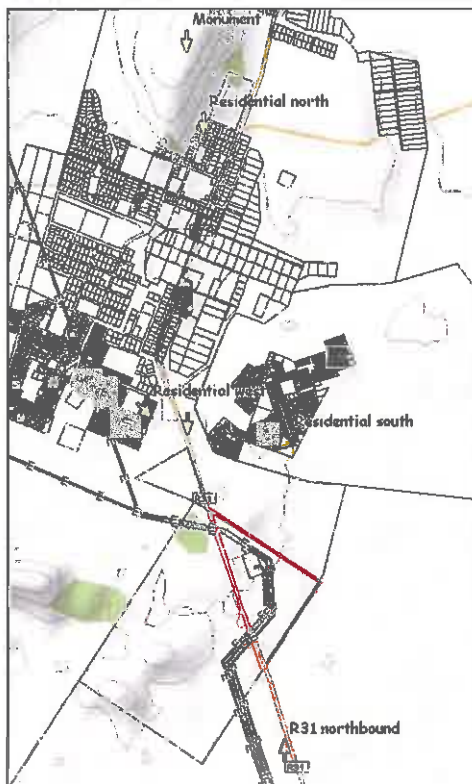 Monument
Residential north
Residential west
Residential south
R31
R31 northbound
R31